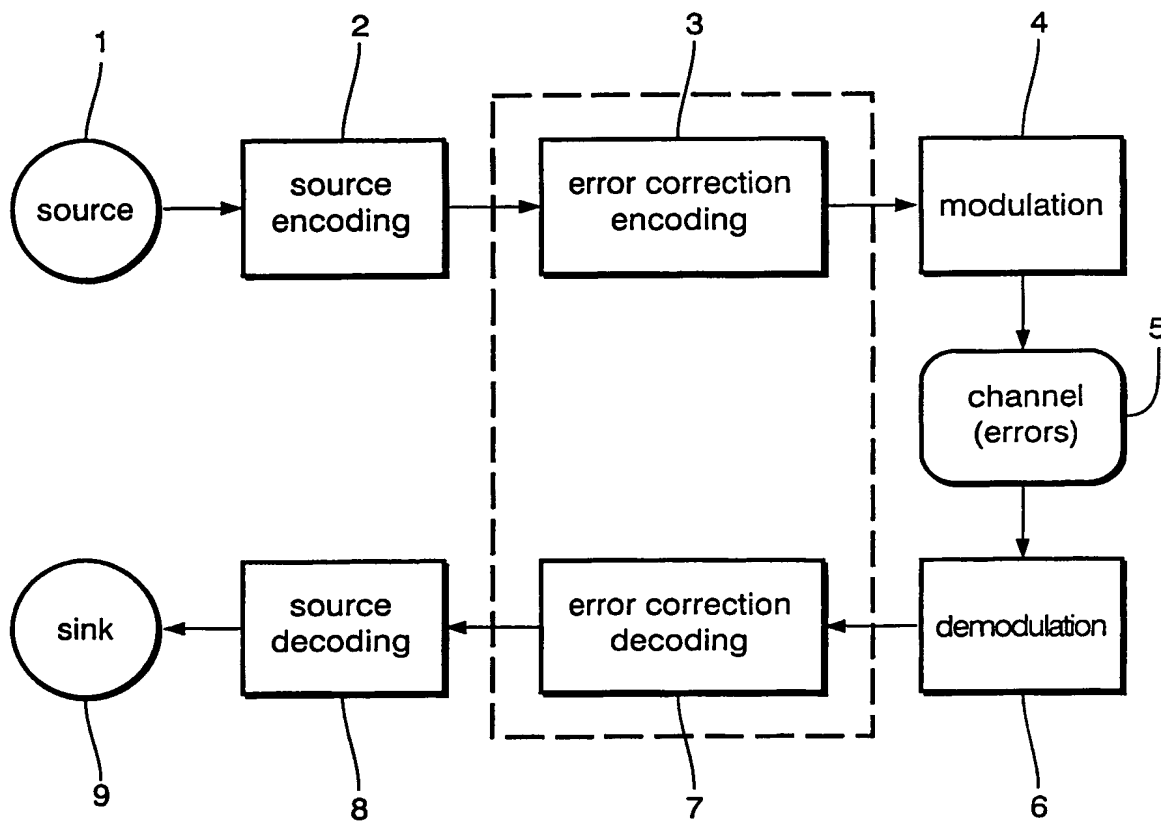 1
2
3
4
source
source
encoding
error correction
encoding
modulation
5
channel
(errors)
sink
source
decoding
error correction
decoding
demodulation
9
8
7
6